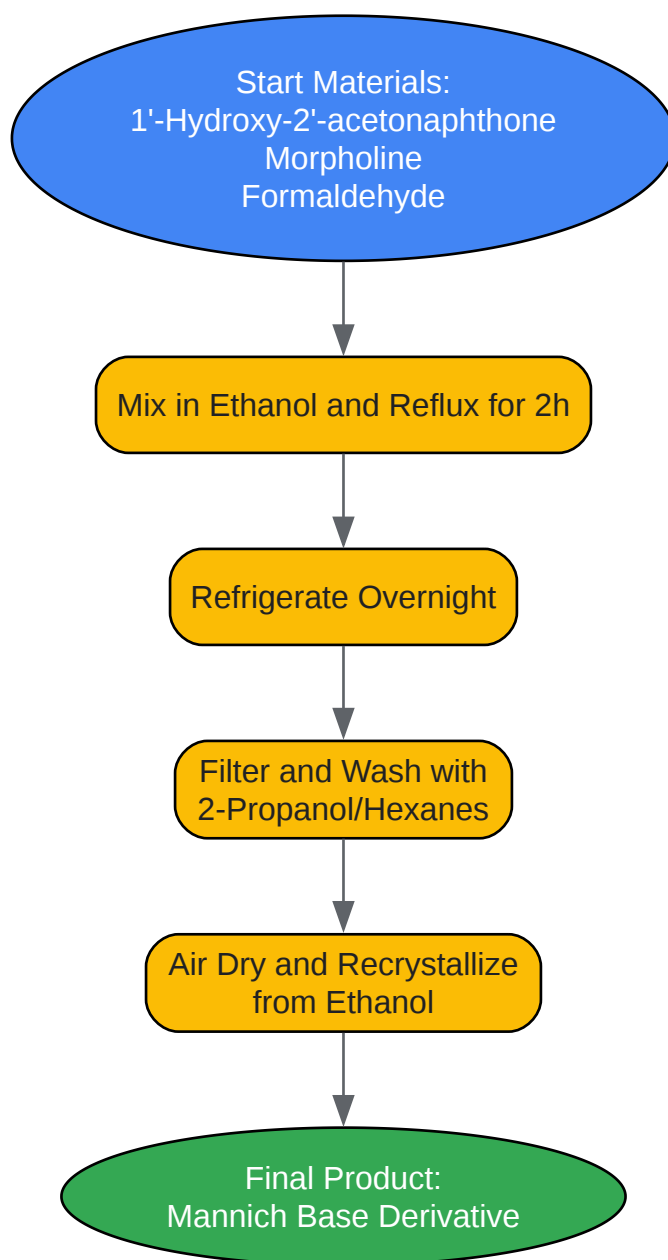 Start Materials:
1'-Hydroxy-2'-acetonaphthone
Morpholine
Formaldehyde
Mix in Ethanol and Reflux for 2h
Refrigerate Overnight
Filter and Wash with
2-Propanol/Hexanes
Air Dry and Recrystallize
from Ethanol
Final Product:
Mannich Base Derivative